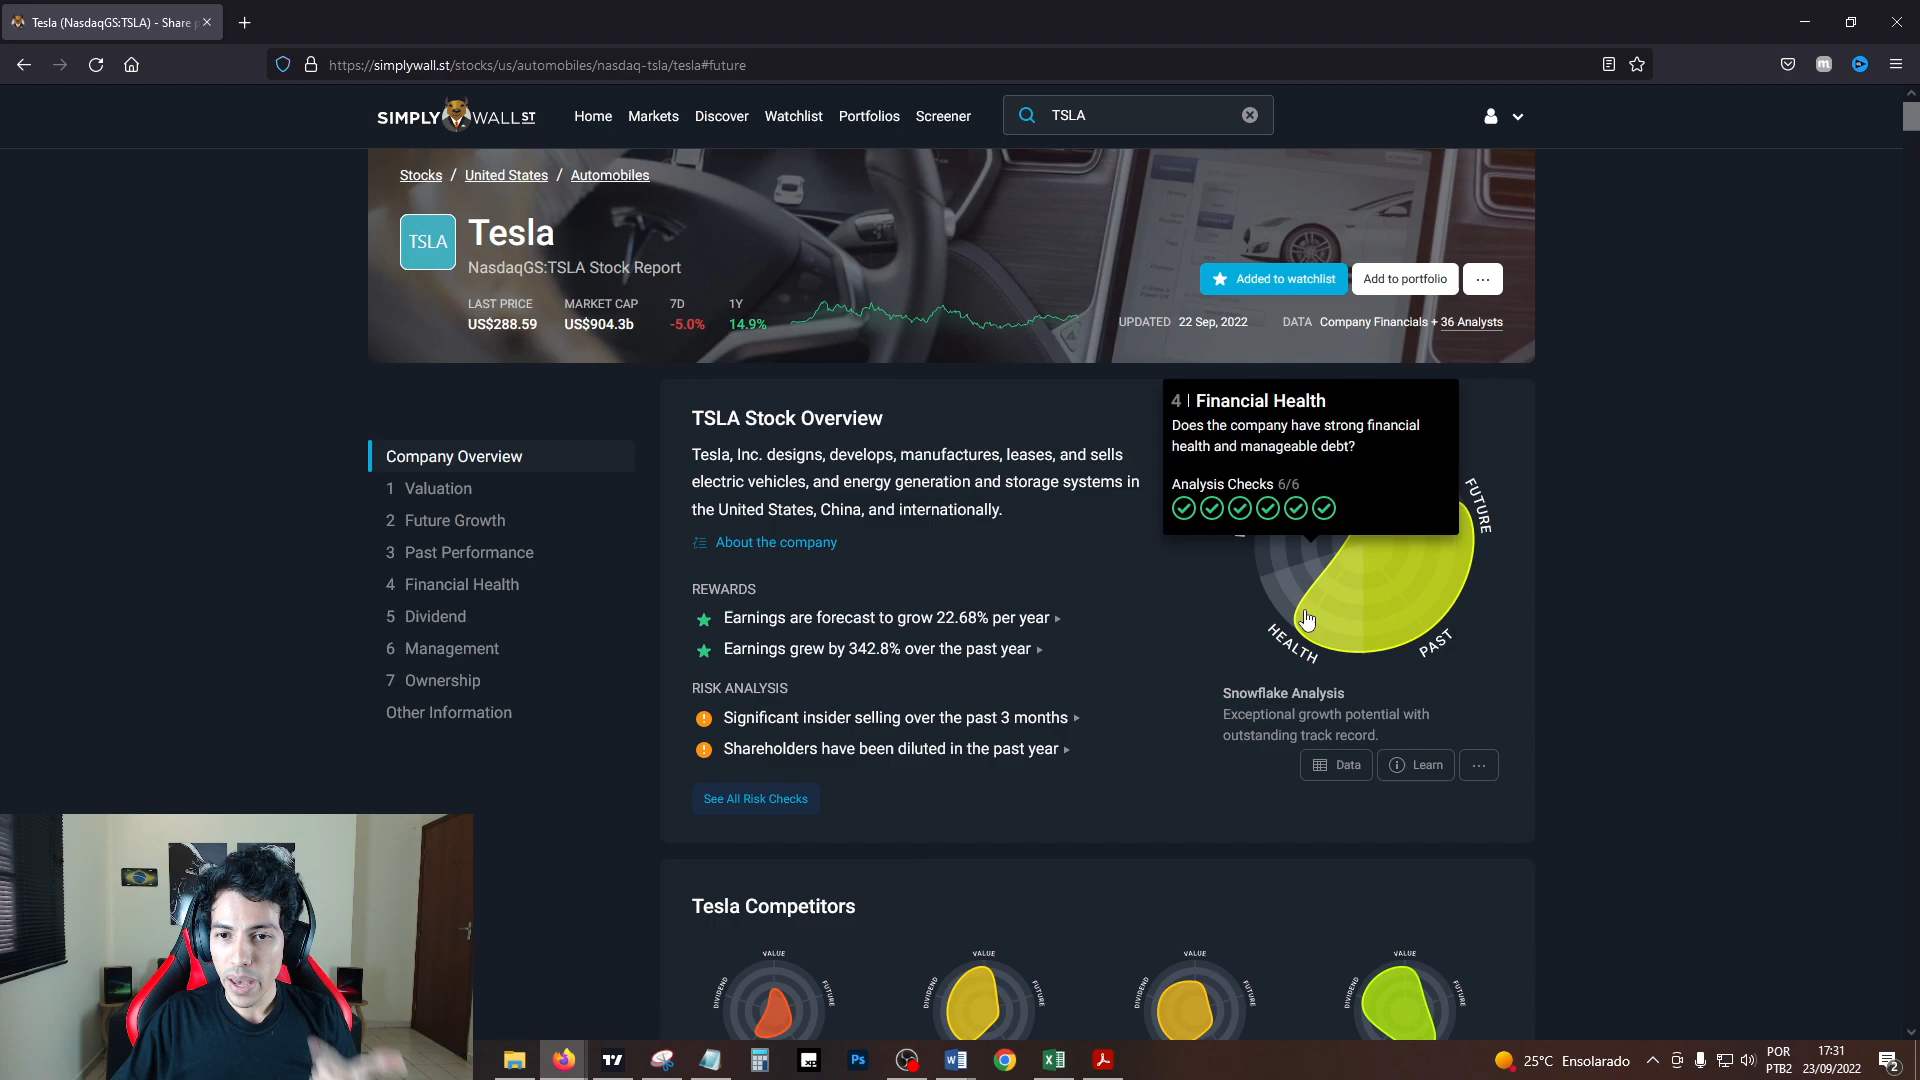 Tesla (NasdaqGS:TSLA) - Share
https://simplywall.st/stocks/us/automobiles/nasdaq-tsla/tesla#future
SIMPLY WALL ST
Home
Markets
Discover
Watchlist
Portfolios
Screener
TSLA
Stocks / United States / Automobiles
TSLA
Tesla
NasdaqGS:TSLA Stock Report
LAST PRICE
MARKET CAP
7D
1Y
US$288.59
US$904.3b
-5.0%
14.9%
Added to watchlist
Add to portfolio
...
UPDATED 22 Sep, 2022
DATA Company Financials + 36 Analysts
Company Overview
1 Valuation
2 Future Growth
3 Past Performance
4 Financial Health
5 Dividend
6 Management
7 Ownership
Other Information
TSLA Stock Overview
Tesla, Inc. designs, develops, manufactures, leases, and sells
electric vehicles, and energy generation and storage systems in
the United States, China, and internationally.
About the company
REWARDS
Earnings are forecast to grow 22.68% per year
Earnings grew by 342.8% over the past year
RISK ANALYSIS
Significant insider selling over the past 3 months
Shareholders have been diluted in the past year
See All Risk Checks
4 | Financial Health
Does the company have strong financial
health and manageable debt?
Analysis Checks 6/6
FUTURE
PAST
HEALTH
Snowflake Analysis
Exceptional growth potential with
outstanding track record.
Data
Learn
...
Tesla Competitors
VALUE
VALUE
VALUE
VALUE
DIVIDEND
FUTURE
DIVIDEND
FUTURE
DIVIDEND
FUTURE
DIVIDEND
FUTURE
Ps
25°C Ensolarado
POR
PTB2
17:31
23/09/2022
2